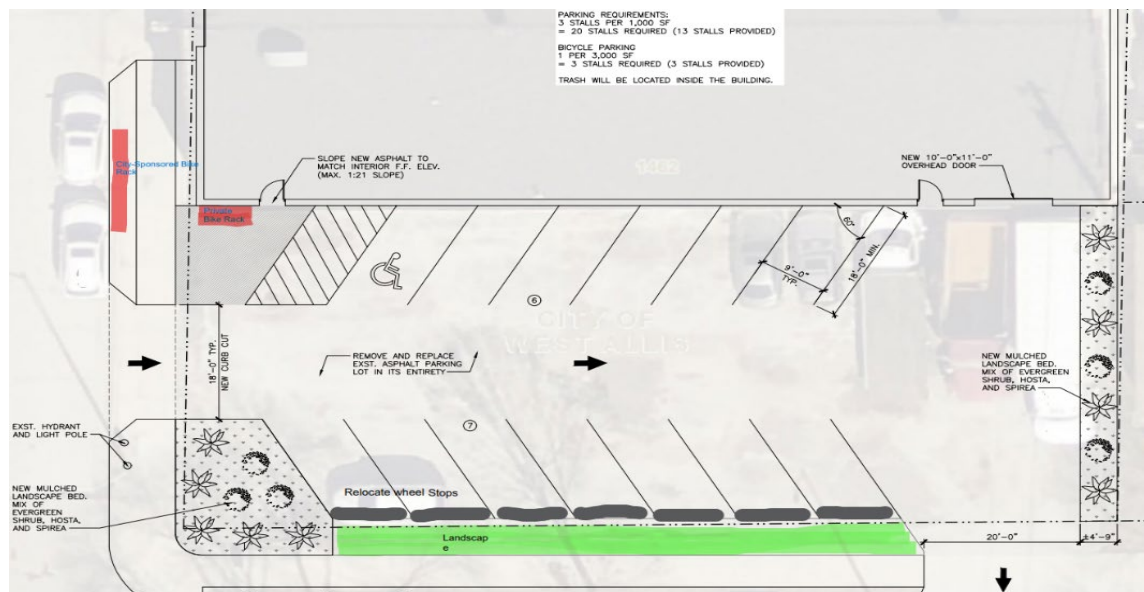 PARKING REQUIREMENTS:
3 STALLS PER 1,000 SF
= 20 STALLS REQUIRED (13 STALLS PROVIDED)
BICYCLE PARKING
1 PER 3,000 SF
= 3 STALLS REQUIRED (3 STALLS PROVIDED)
TRASH WILL BE LOCATED INSIDE THE BUILDING.
City-Sponsored Bike
Rack
SLOPE NEW ASPHALT TO
MATCH INTERIOR F.F. ELEV.
(MAX. 1:21 SLOPE)
1462
NEW 10'-0"x11'-0"
OVERHEAD DOOR
Private
Bike Rack
60°
9'-0"
TYP.
18'-0" MIN.
6
CITY OF
WEST ALLIS
18'-0" TYP.
NEW CURB CUT
REMOVE AND REPLACE
EXST. ASPHALT PARKING
LOT IN ITS ENTIRETY
NEW MULCHED
LANDSCAPE BED.
MIX OF EVERGREEN
SHRUB, HOSTA,
AND SPIREA
7
EXST. HYDRANT
AND LIGHT POLE
NEW MULCHED
LANDSCAPE BED.
MIX OF
EVERGREEN
SHRUB, HOSTA,
AND SPIREA
Relocate wheel Stops
Landscap
e
20'-0"
±4'-9"